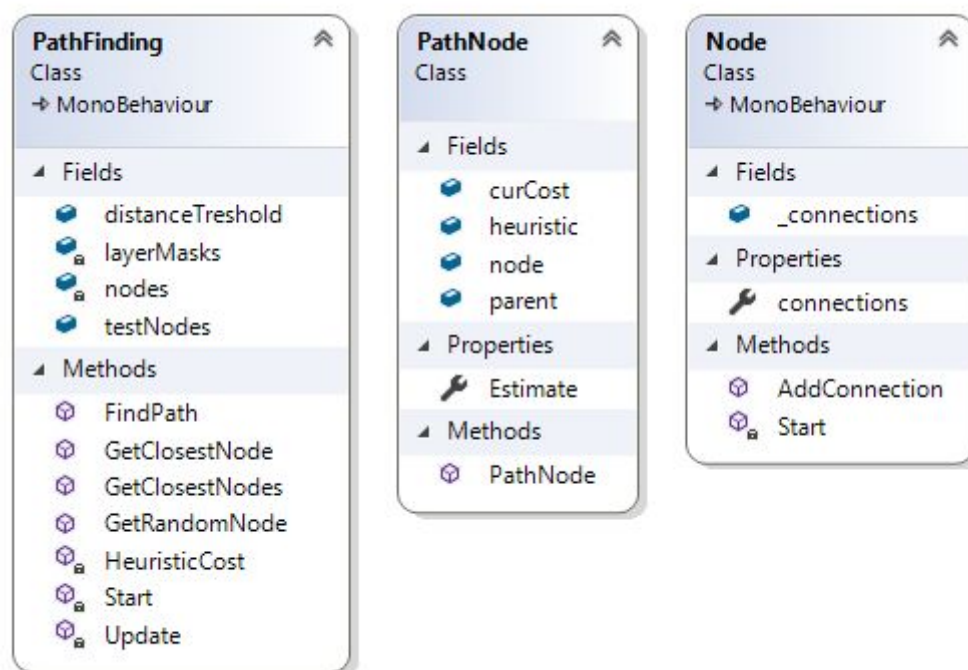 PathFinding
Class
MonoBehaviour
Fields
distanceTreshold
layerMasks
nodes
testNodes
Methods
FindPath
GetClosestNode
GetClosestNodes
GetRandomNode
HeuristicCost
Start
Update
PathNode
Class
Fields
curCost
heuristic
node
parent
Properties
Estimate
Methods
PathNode
Node
Class
MonoBehaviour
Fields
_connections
Properties
connections
Methods
AddConnection
Start